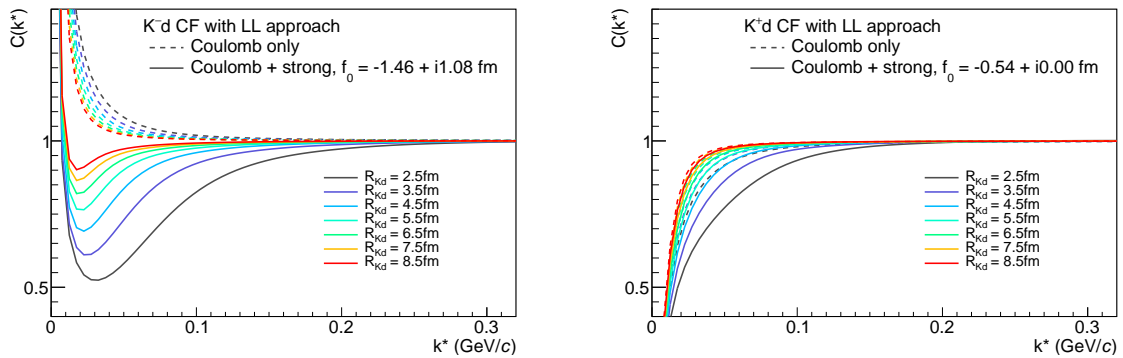 C(k*)
K⁻d CF with LL approach
Coulomb only
Coulomb + strong, f₀ = -1.46 + i1.08 fm
1
R_Kd = 2.5fm
R_Kd = 3.5fm
R_Kd = 4.5fm
R_Kd = 5.5fm
R_Kd = 6.5fm
R_Kd = 7.5fm
R_Kd = 8.5fm
0.5
0 0.1 0.2 0.3
k* (GeV/c)
C(k*)
K⁺d CF with LL approach
Coulomb only
Coulomb + strong, f₀ = -0.54 + i0.00 fm
1
R_Kd = 2.5fm
R_Kd = 3.5fm
R_Kd = 4.5fm
R_Kd = 5.5fm
R_Kd = 6.5fm
R_Kd = 7.5fm
R_Kd = 8.5fm
0.5
0 0.1 0.2 0.3
k* (GeV/c)